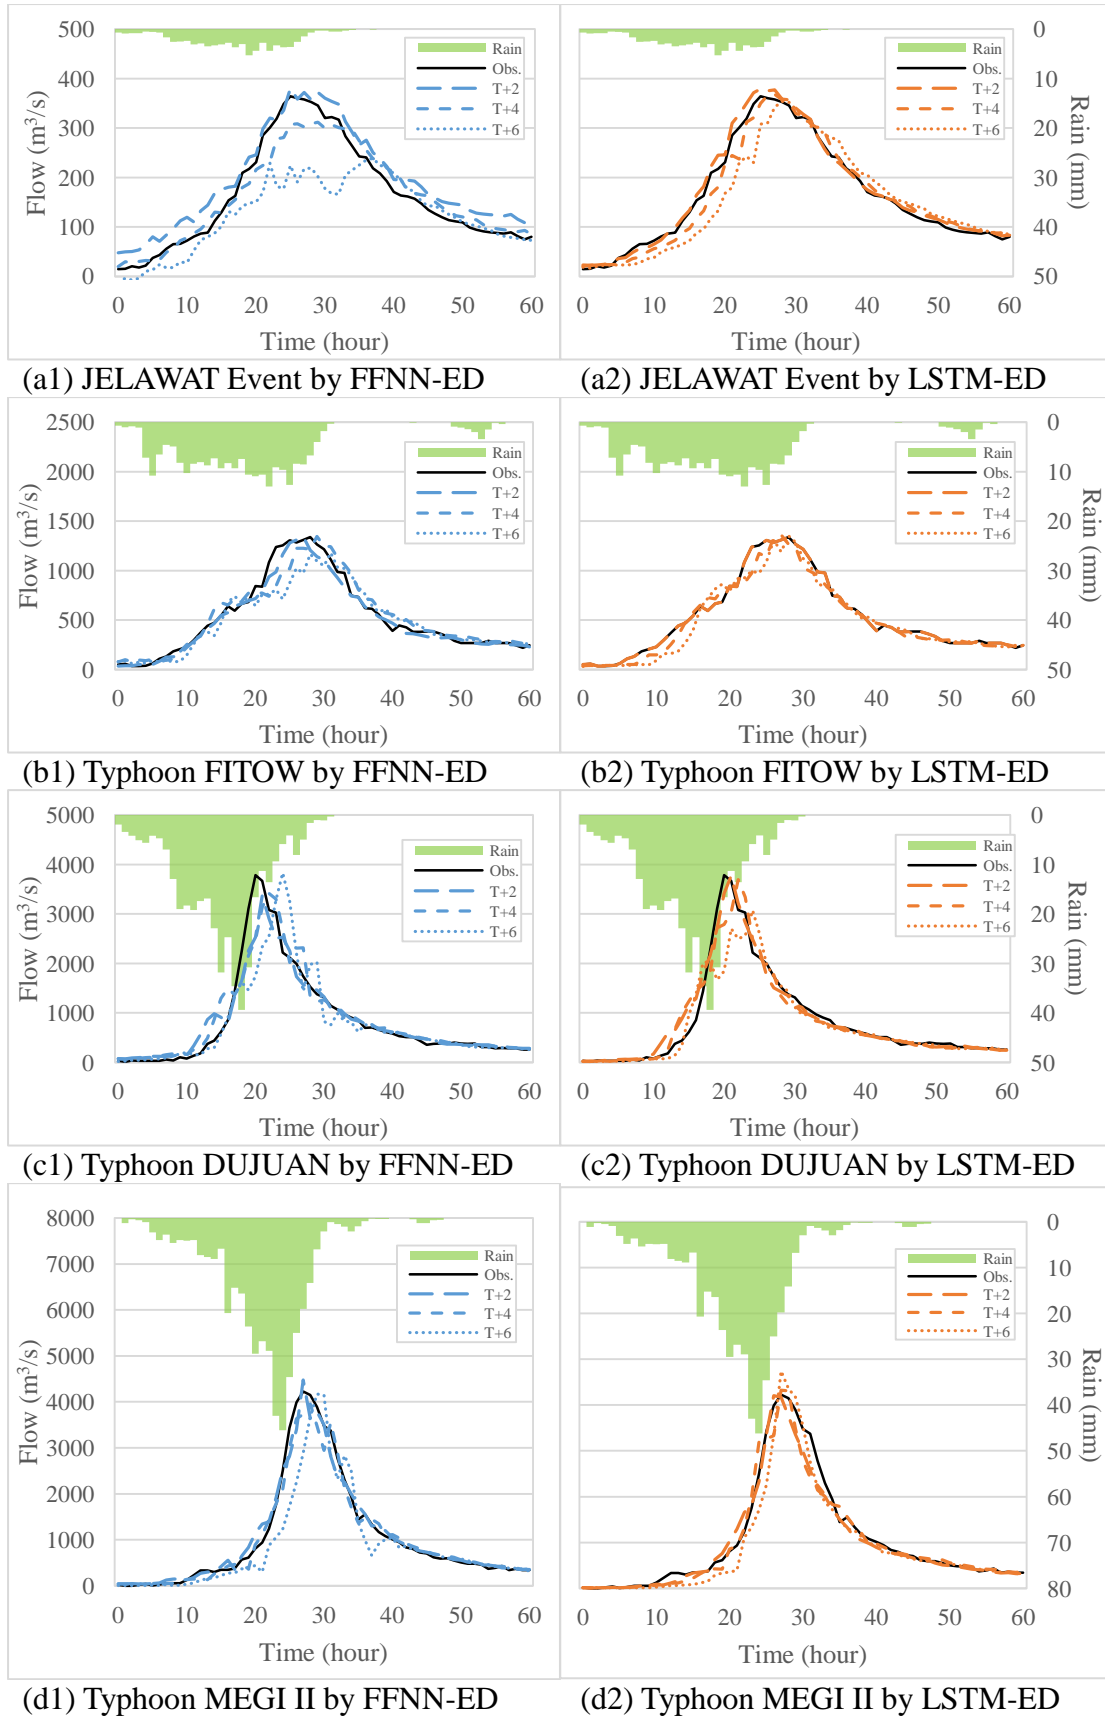 500
400
300
200
100
0
Flow (m³/s)
0 10 20 30 40 50 60
Time (hour)
Rain
Obs.
T+2
T+4
T+6
(a1) JELAWAT Event by FFNN-ED
0
10
20
30
40
50
Rain (mm)
0 10 20 30 40 50 60
Time (hour)
Rain
Obs.
T+2
T+4
T+6
(a2) JELAWAT Event by LSTM-ED
2500
2000
1500
1000
500
0
Flow (m³/s)
0 10 20 30 40 50 60
Time (hour)
Rain
Obs.
T+2
T+4
T+6
(b1) Typhoon FITOW by FFNN-ED
0
10
20
30
40
50
Rain (mm)
0 10 20 30 40 50 60
Time (hour)
Rain
Obs.
T+2
T+4
T+6
(b2) Typhoon FITOW by LSTM-ED
5000
4000
3000
2000
1000
0
Flow (m³/s)
0 10 20 30 40 50 60
Time (hour)
Rain
Obs.
T+2
T+4
T+6
(c1) Typhoon DUJUAN by FFNN-ED
0
10
20
30
40
50
Rain (mm)
0 10 20 30 40 50 60
Time (hour)
Rain
Obs.
T+2
T+4
T+6
(c2) Typhoon DUJUAN by LSTM-ED
8000
7000
6000
5000
4000
3000
2000
1000
0
Flow (m³/s)
0 10 20 30 40 50 60
Time (hour)
Rain
Obs.
T+2
T+4
T+6
(d1) Typhoon MEGI II by FFNN-ED
0
10
20
30
40
50
60
70
80
Rain (mm)
0 10 20 30 40 50 60
Time (hour)
Rain
Obs.
T+2
T+4
T+6
(d2) Typhoon MEGI II by LSTM-ED